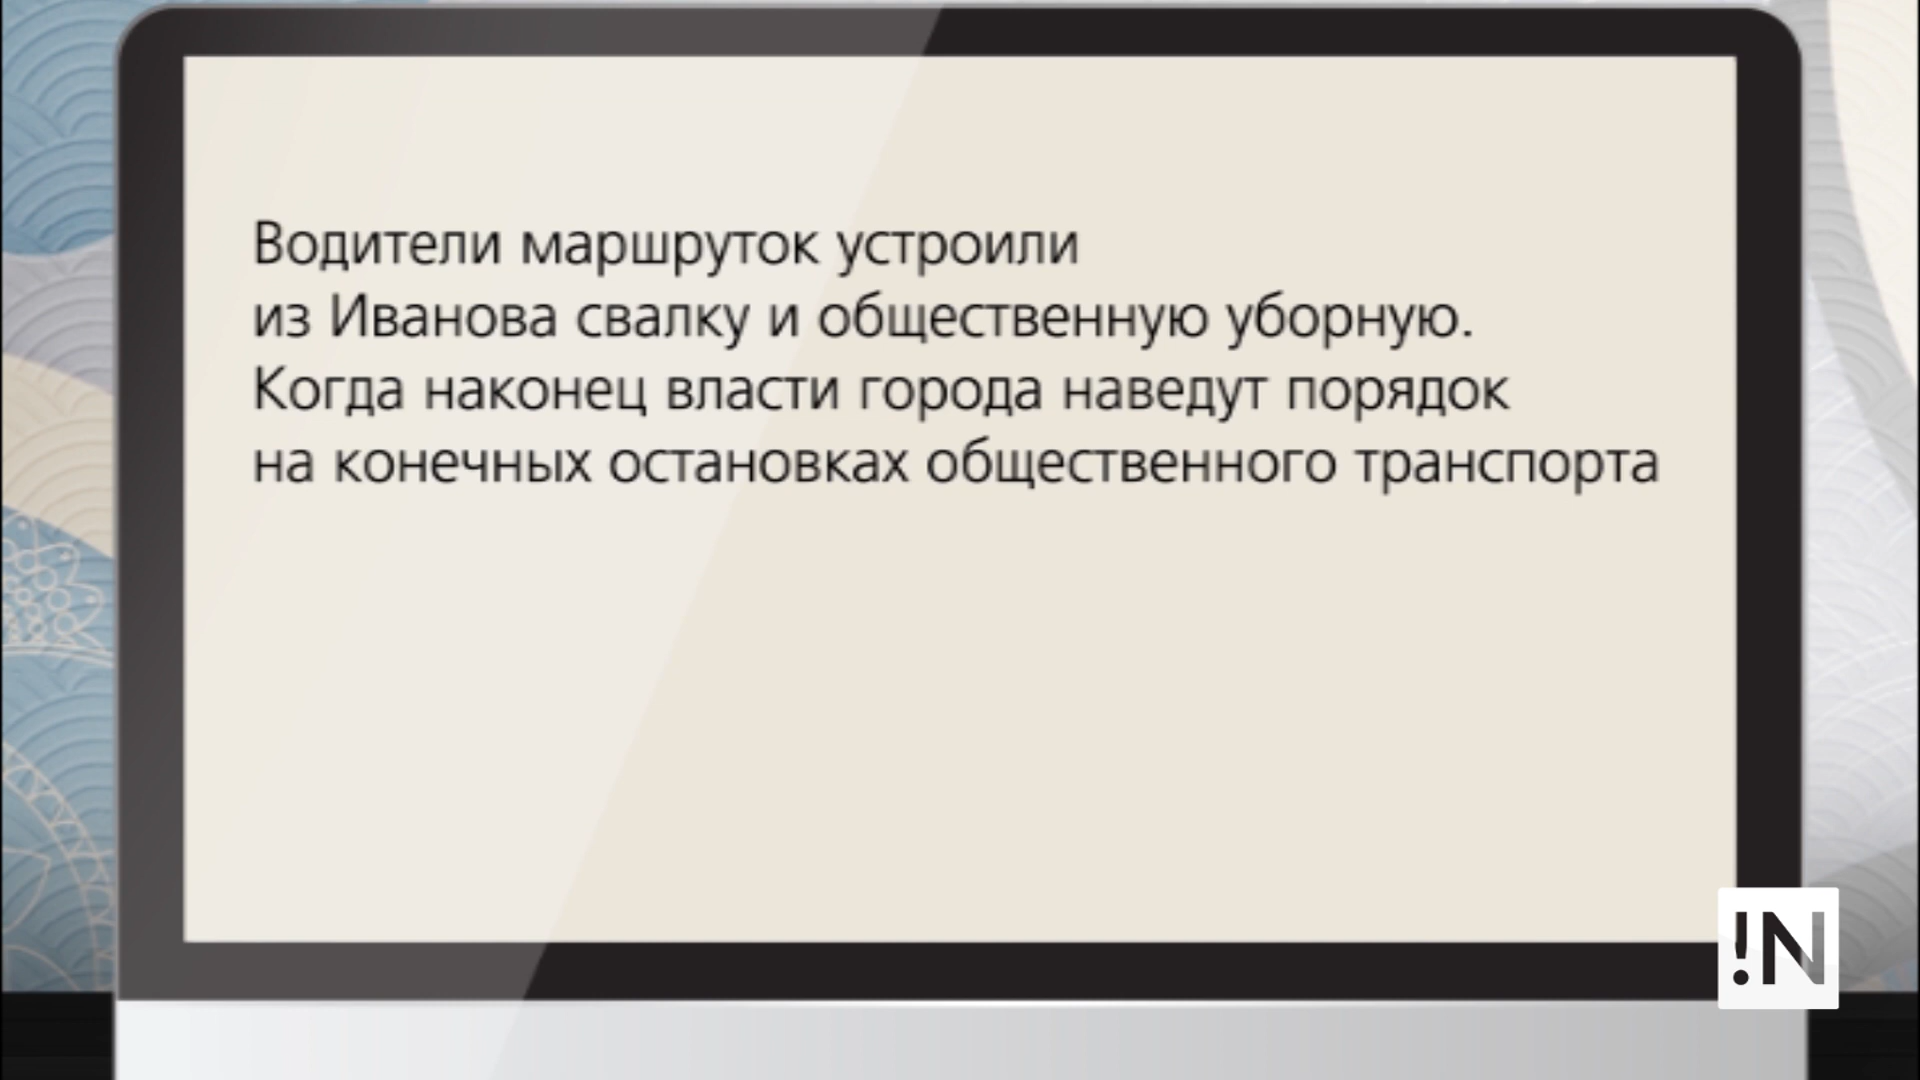 Водители маршруток устроили
из Иванова свалку и общественную уборную.
Когда наконец власти города наведут порядок
на конечных остановках общественного транспорта
!N